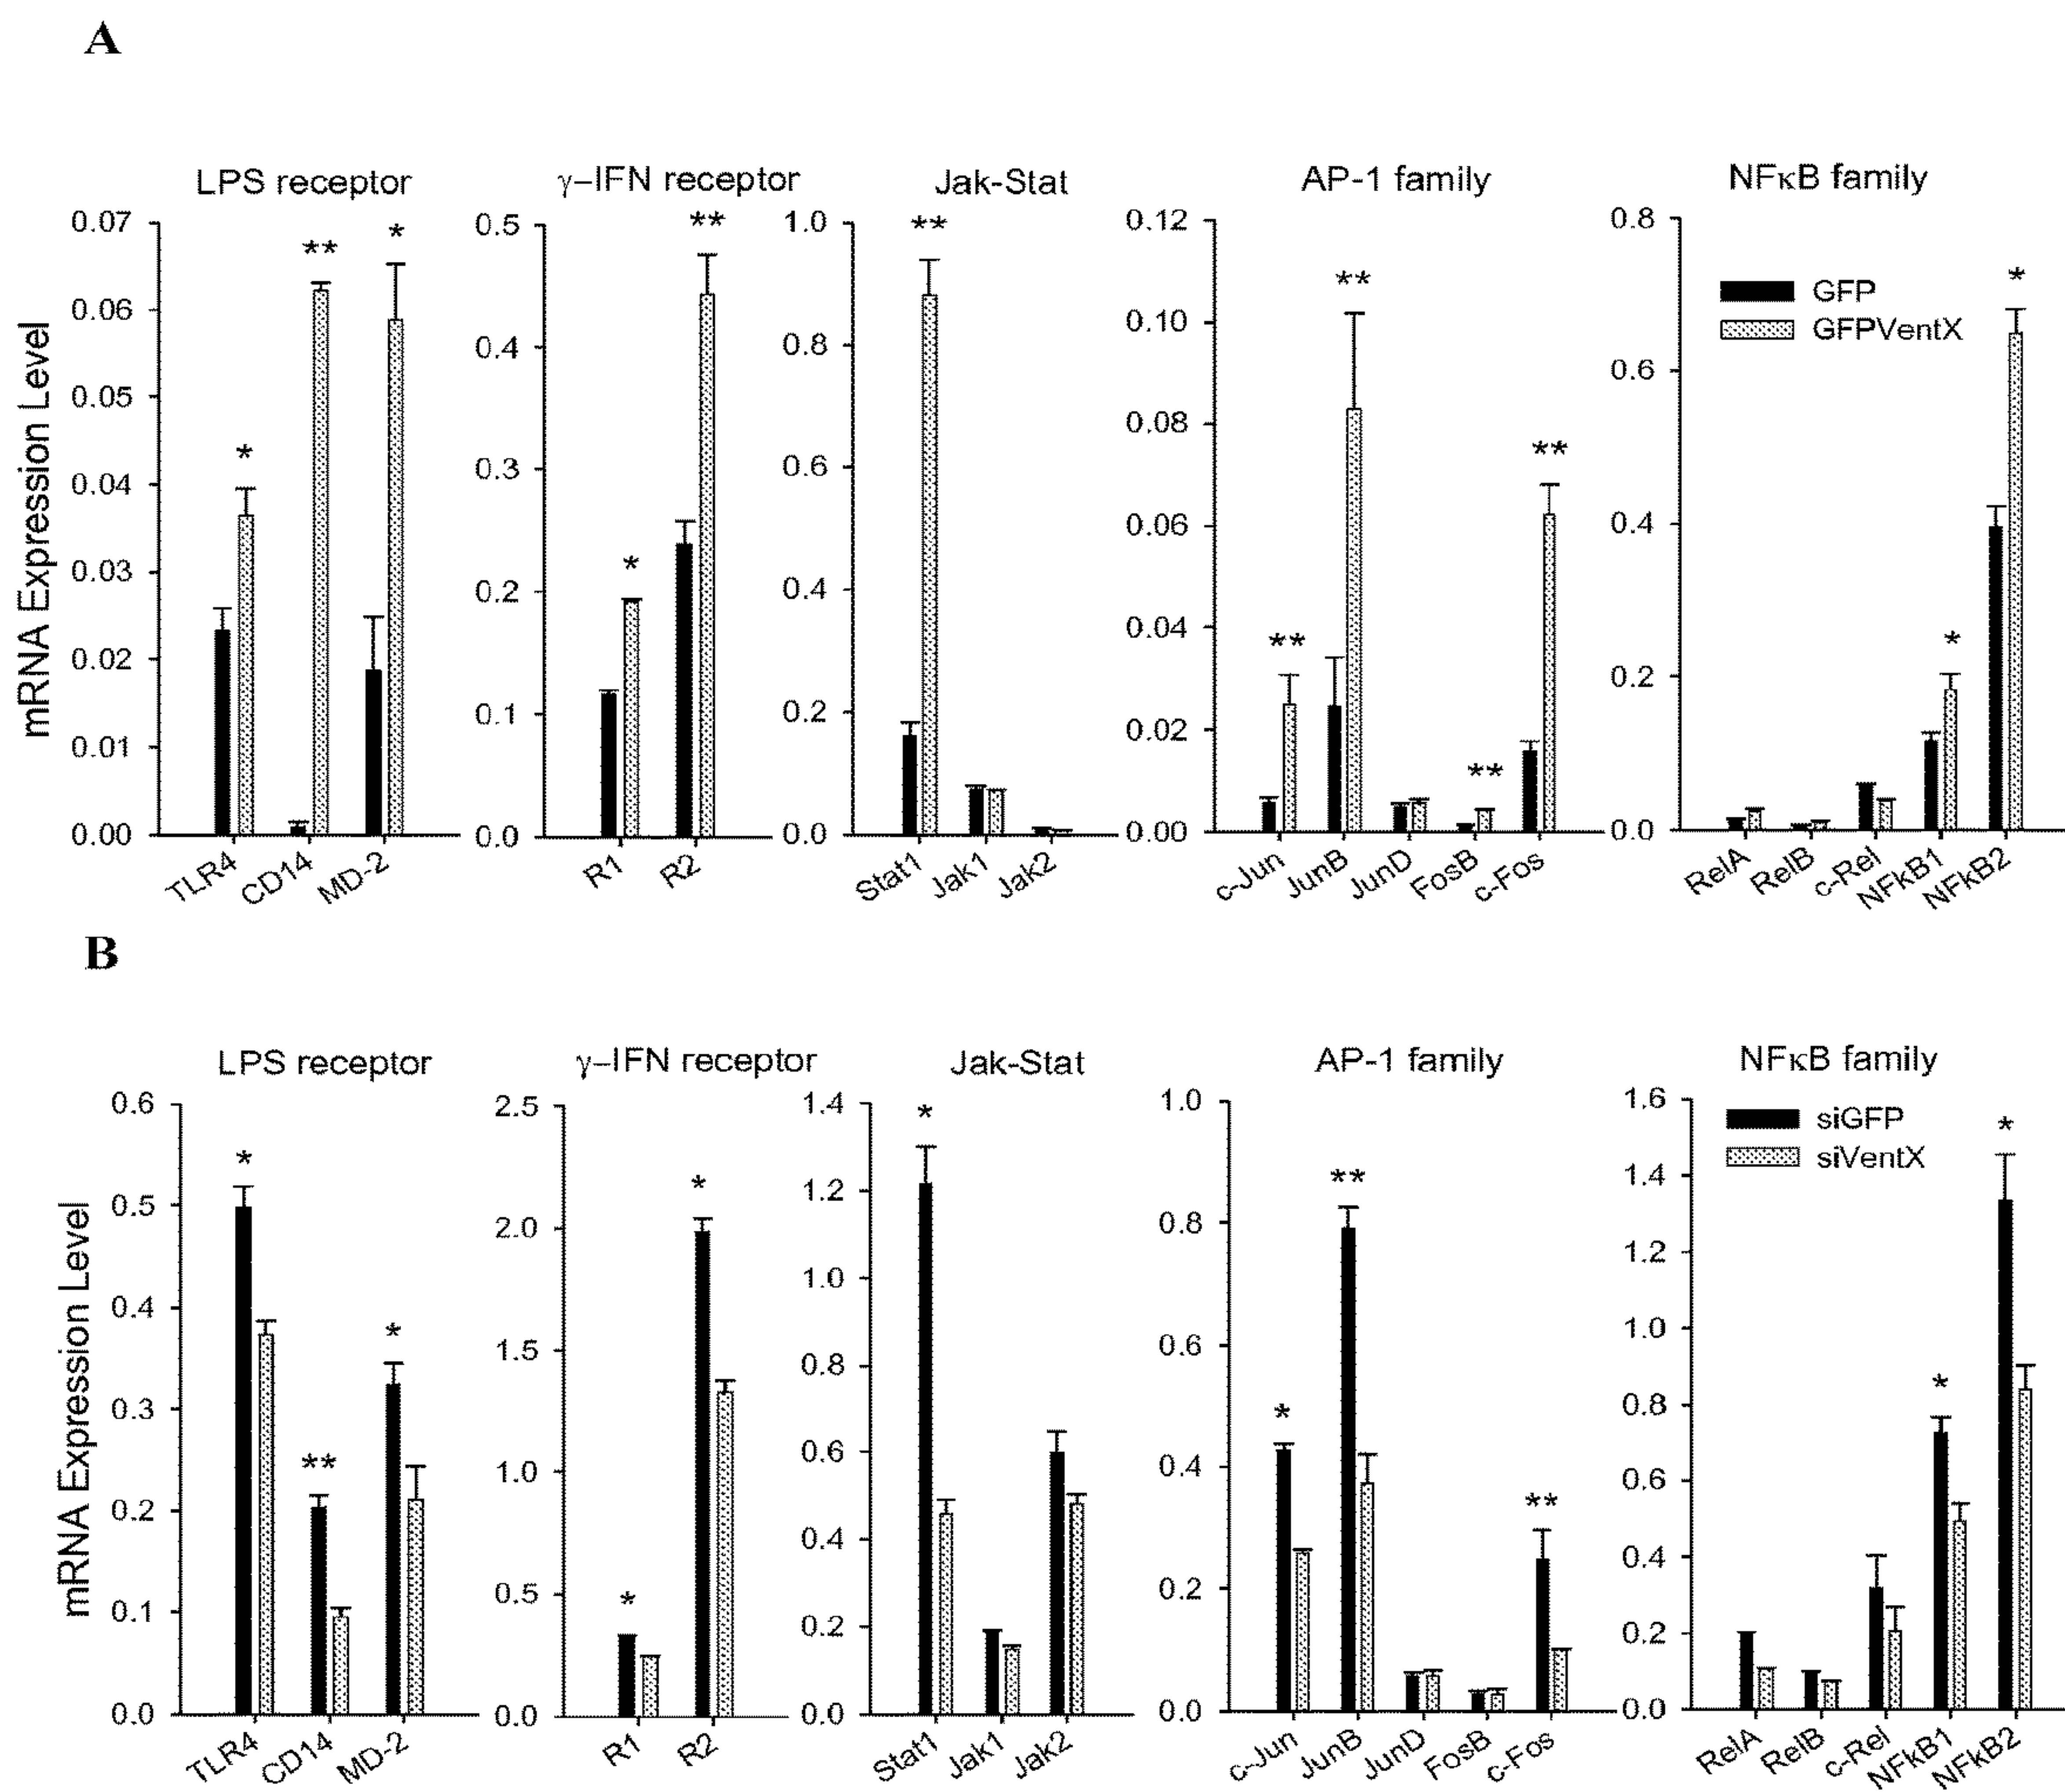 A
LPS receptor
γ–IFN receptor
Jak-Stat
AP-1 family
NFκB family
mRNA Expression Level
0.07
0.06
0.05
0.04
0.03
0.02
0.01
0.00
* ** *
TLR4 CD14 MD-2
0.5
0.4
0.3
0.2
0.1
0.0
* **
R1 R2
1.0
0.8
0.6
0.4
0.2
0.0
**
Stat1 Jak1 Jak2
0.12
0.10
0.08
0.06
0.04
0.02
0.00
** ** ** **
c-Jun JunB JunD FosB c-Fos
0.8
0.6
0.4
0.2
0.0
GFP
GFPVentX
* *
RelA RelB c-Rel NFkB1 NFkB2
B
LPS receptor
γ–IFN receptor
Jak-Stat
AP-1 family
NFκB family
mRNA Expression Level
0.6
0.5
0.4
0.3
0.2
0.1
0.0
* ** *
TLR4 CD14 MD-2
2.5
2.0
1.5
1.0
0.5
0.0
* *
R1 R2
1.4
1.2
1.0
0.8
0.6
0.4
0.2
0.0
*
Stat1 Jak1 Jak2
1.0
0.8
0.6
0.4
0.2
0.0
* ** **
c-Jun JunB JunD FosB c-Fos
1.6
1.4
1.2
1.0
0.8
0.6
0.4
0.2
0.0
siGFP
siVentX
* *
RelA RelB c-Rel NFkB1 NFkB2